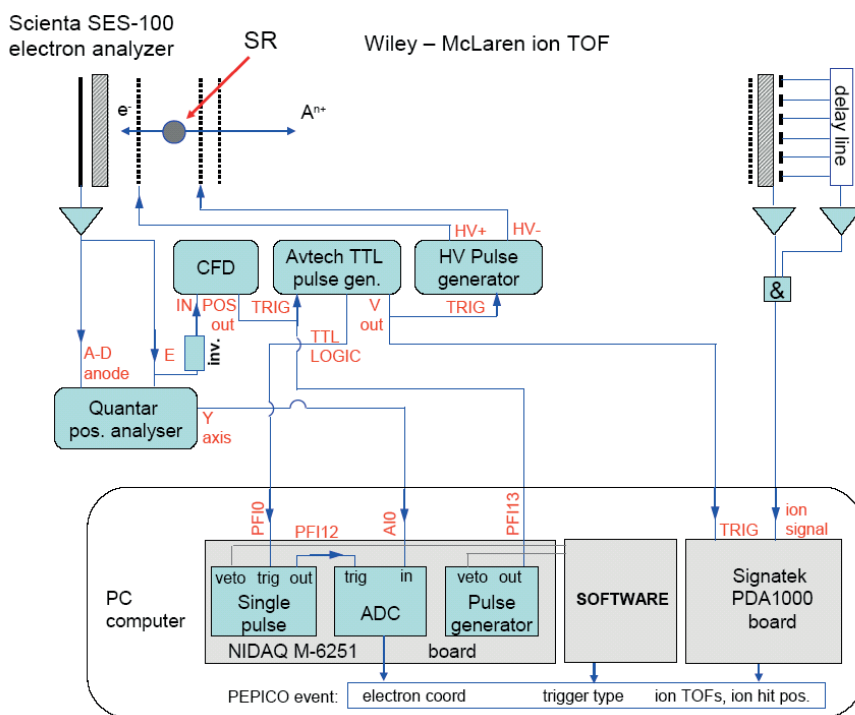 Scienta SES-100
electron analyzer
SR
Wiley – McLaren ion TOF
e-
An+
delay line
HV+
HV-
CFD
Avtech TTL
pulse gen.
HV Pulse
generator
&
IN
POS
out
TRIG
V
out
TRIG
TTL
LOGIC
inv.
A-D
anode
E
Quantar
pos. analyser
Y
axis
PFI0
PFI12
AI0
PFI13
TRIG
ion
signal
veto trig out
trig in
veto out
Single
pulse
ADC
Pulse
generator
SOFTWARE
Signatek
PDA1000
board
PC
computer
NIDAQ M-6251 board
PEPICO event: electron coord trigger type ion TOFs, ion hit pos.